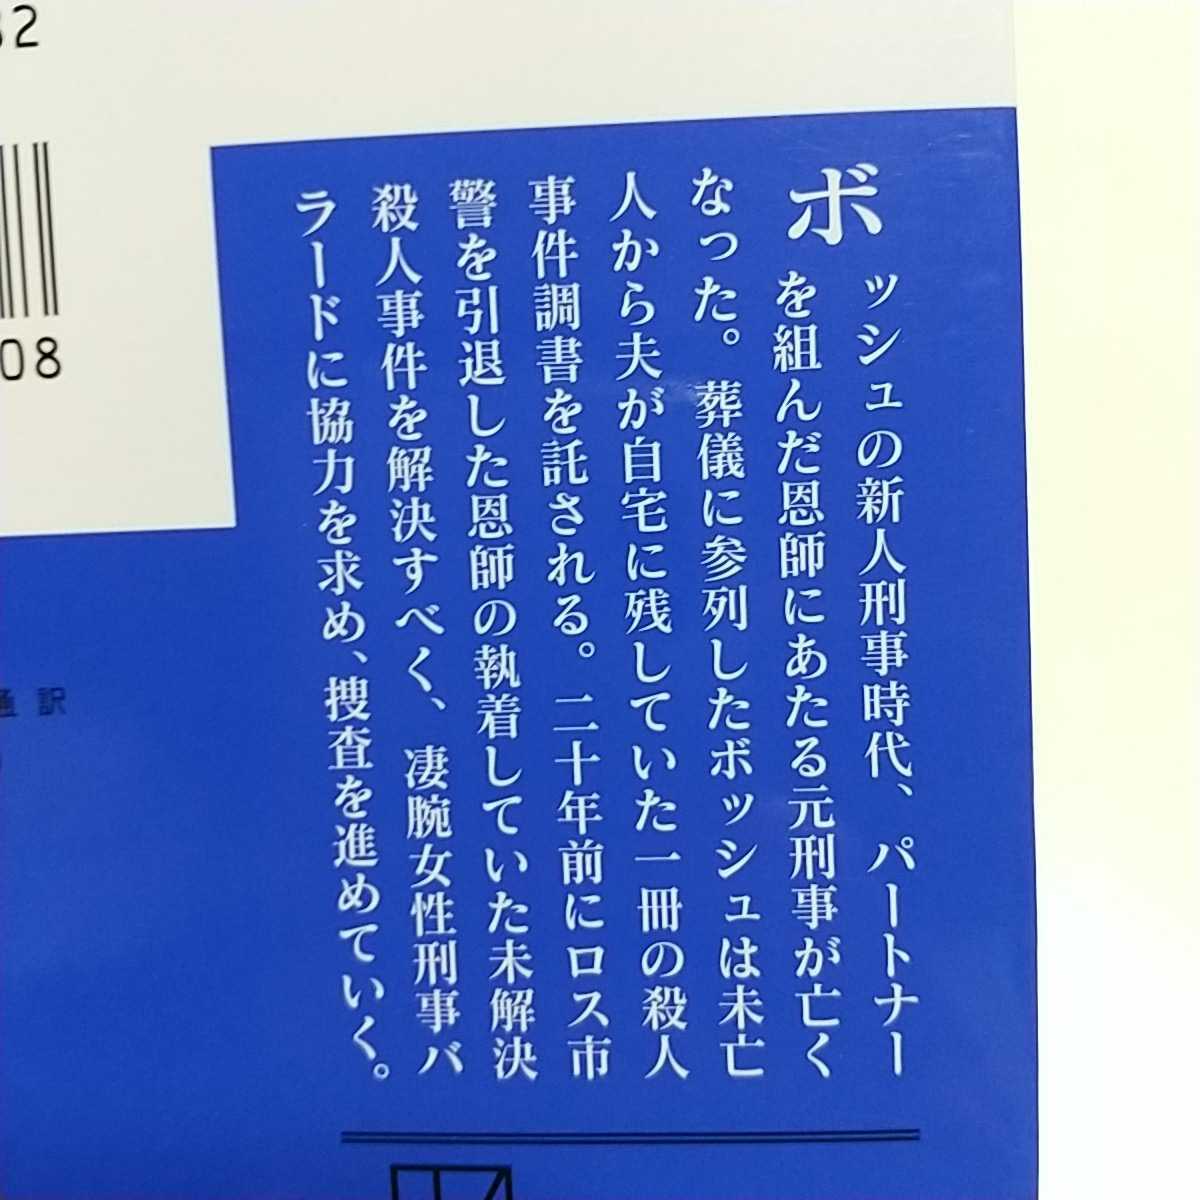 ボッシュの新人刑事時代、パートナー
を組んだ恩師にあたる元刑事が亡く
なった。葬儀に参列したボッシュは未亡
人から夫が自宅に残していた一冊の殺人
事件調書を託される。二十年前にロス市
警を引退した恩師の執着していた未解決
殺人事件を解決すべく、凄腕女性刑事バ
ラードに協力を求め、捜査を進めていく。
32
08
通訳